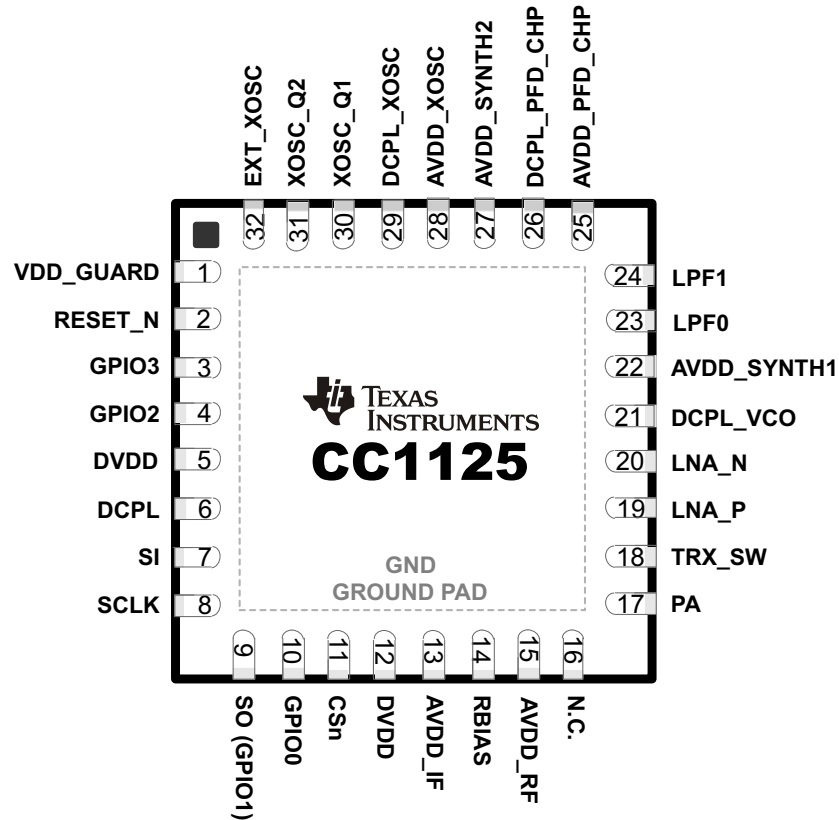 EXT_XOSC
XOSC_Q2
XOSC_Q1
DCPL_XOSC
AVDD_XOSC
AVDD_SYNTH2
DCPL_PFD_CHP
AVDD_PFD_CHP
32
31
30
29
28
27
26
25
VDD_GUARD 1
RESET_N 2
GPIO3 3
GPIO2 4
DVDD 5
DCPL 6
SI 7
SCLK 8
24 LPF1
23 LPF0
22 AVDD_SYNTH1
21 DCPL_VCO
20 LNA_N
19 LNA_P
18 TRX_SW
17 PA
TEXAS
INSTRUMENTS
CC1125
GND
GROUND PAD
9
10
11
12
13
14
15
16
SO (GPIO1)
GPIO0
CSn
DVDD
AVDD_IF
RBIAS
AVDD_RF
N.C.